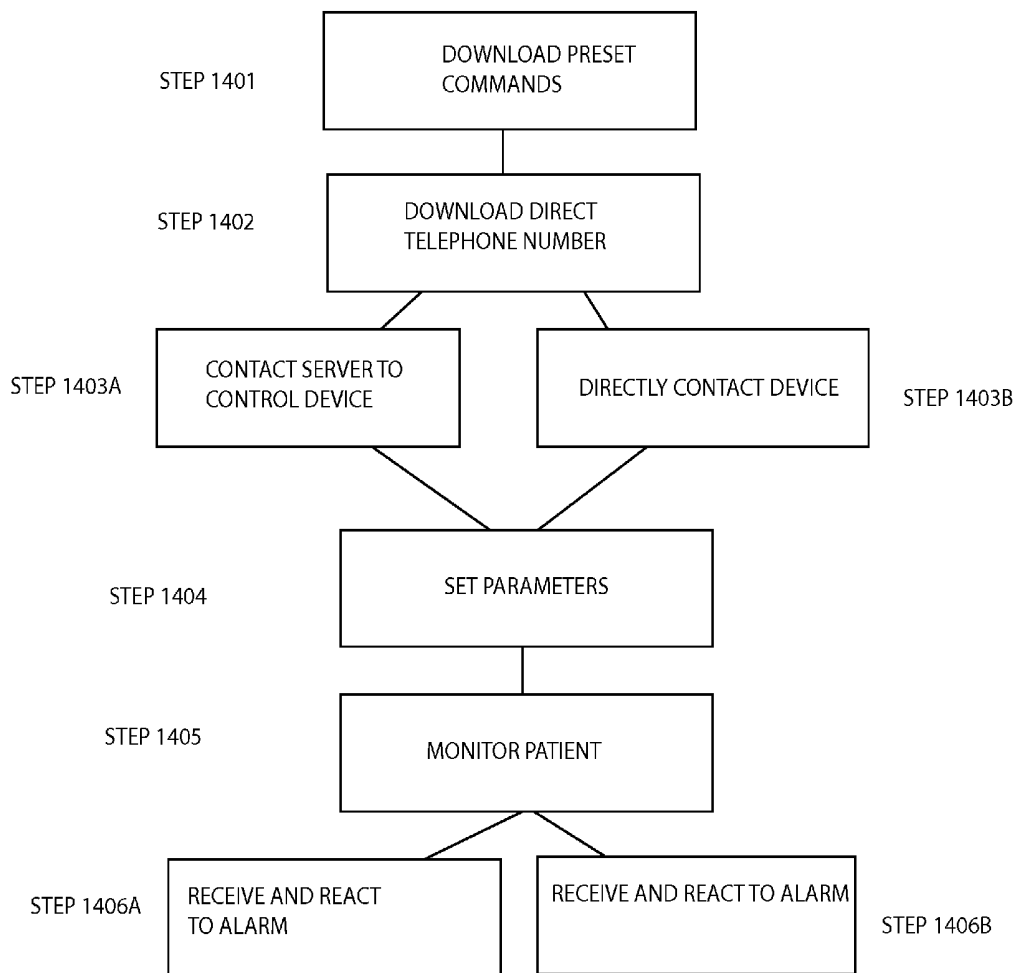 STEP 1401
DOWNLOAD PRESET
COMMANDS
STEP 1402
DOWNLOAD DIRECT
TELEPHONE NUMBER
STEP 1403A
CONTACT SERVER TO
CONTROL DEVICE
DIRECTLY CONTACT DEVICE
STEP 1403B
STEP 1404
SET PARAMETERS
STEP 1405
MONITOR PATIENT
STEP 1406A
RECEIVE AND REACT
TO ALARM
RECEIVE AND REACT TO ALARM
STEP 1406B